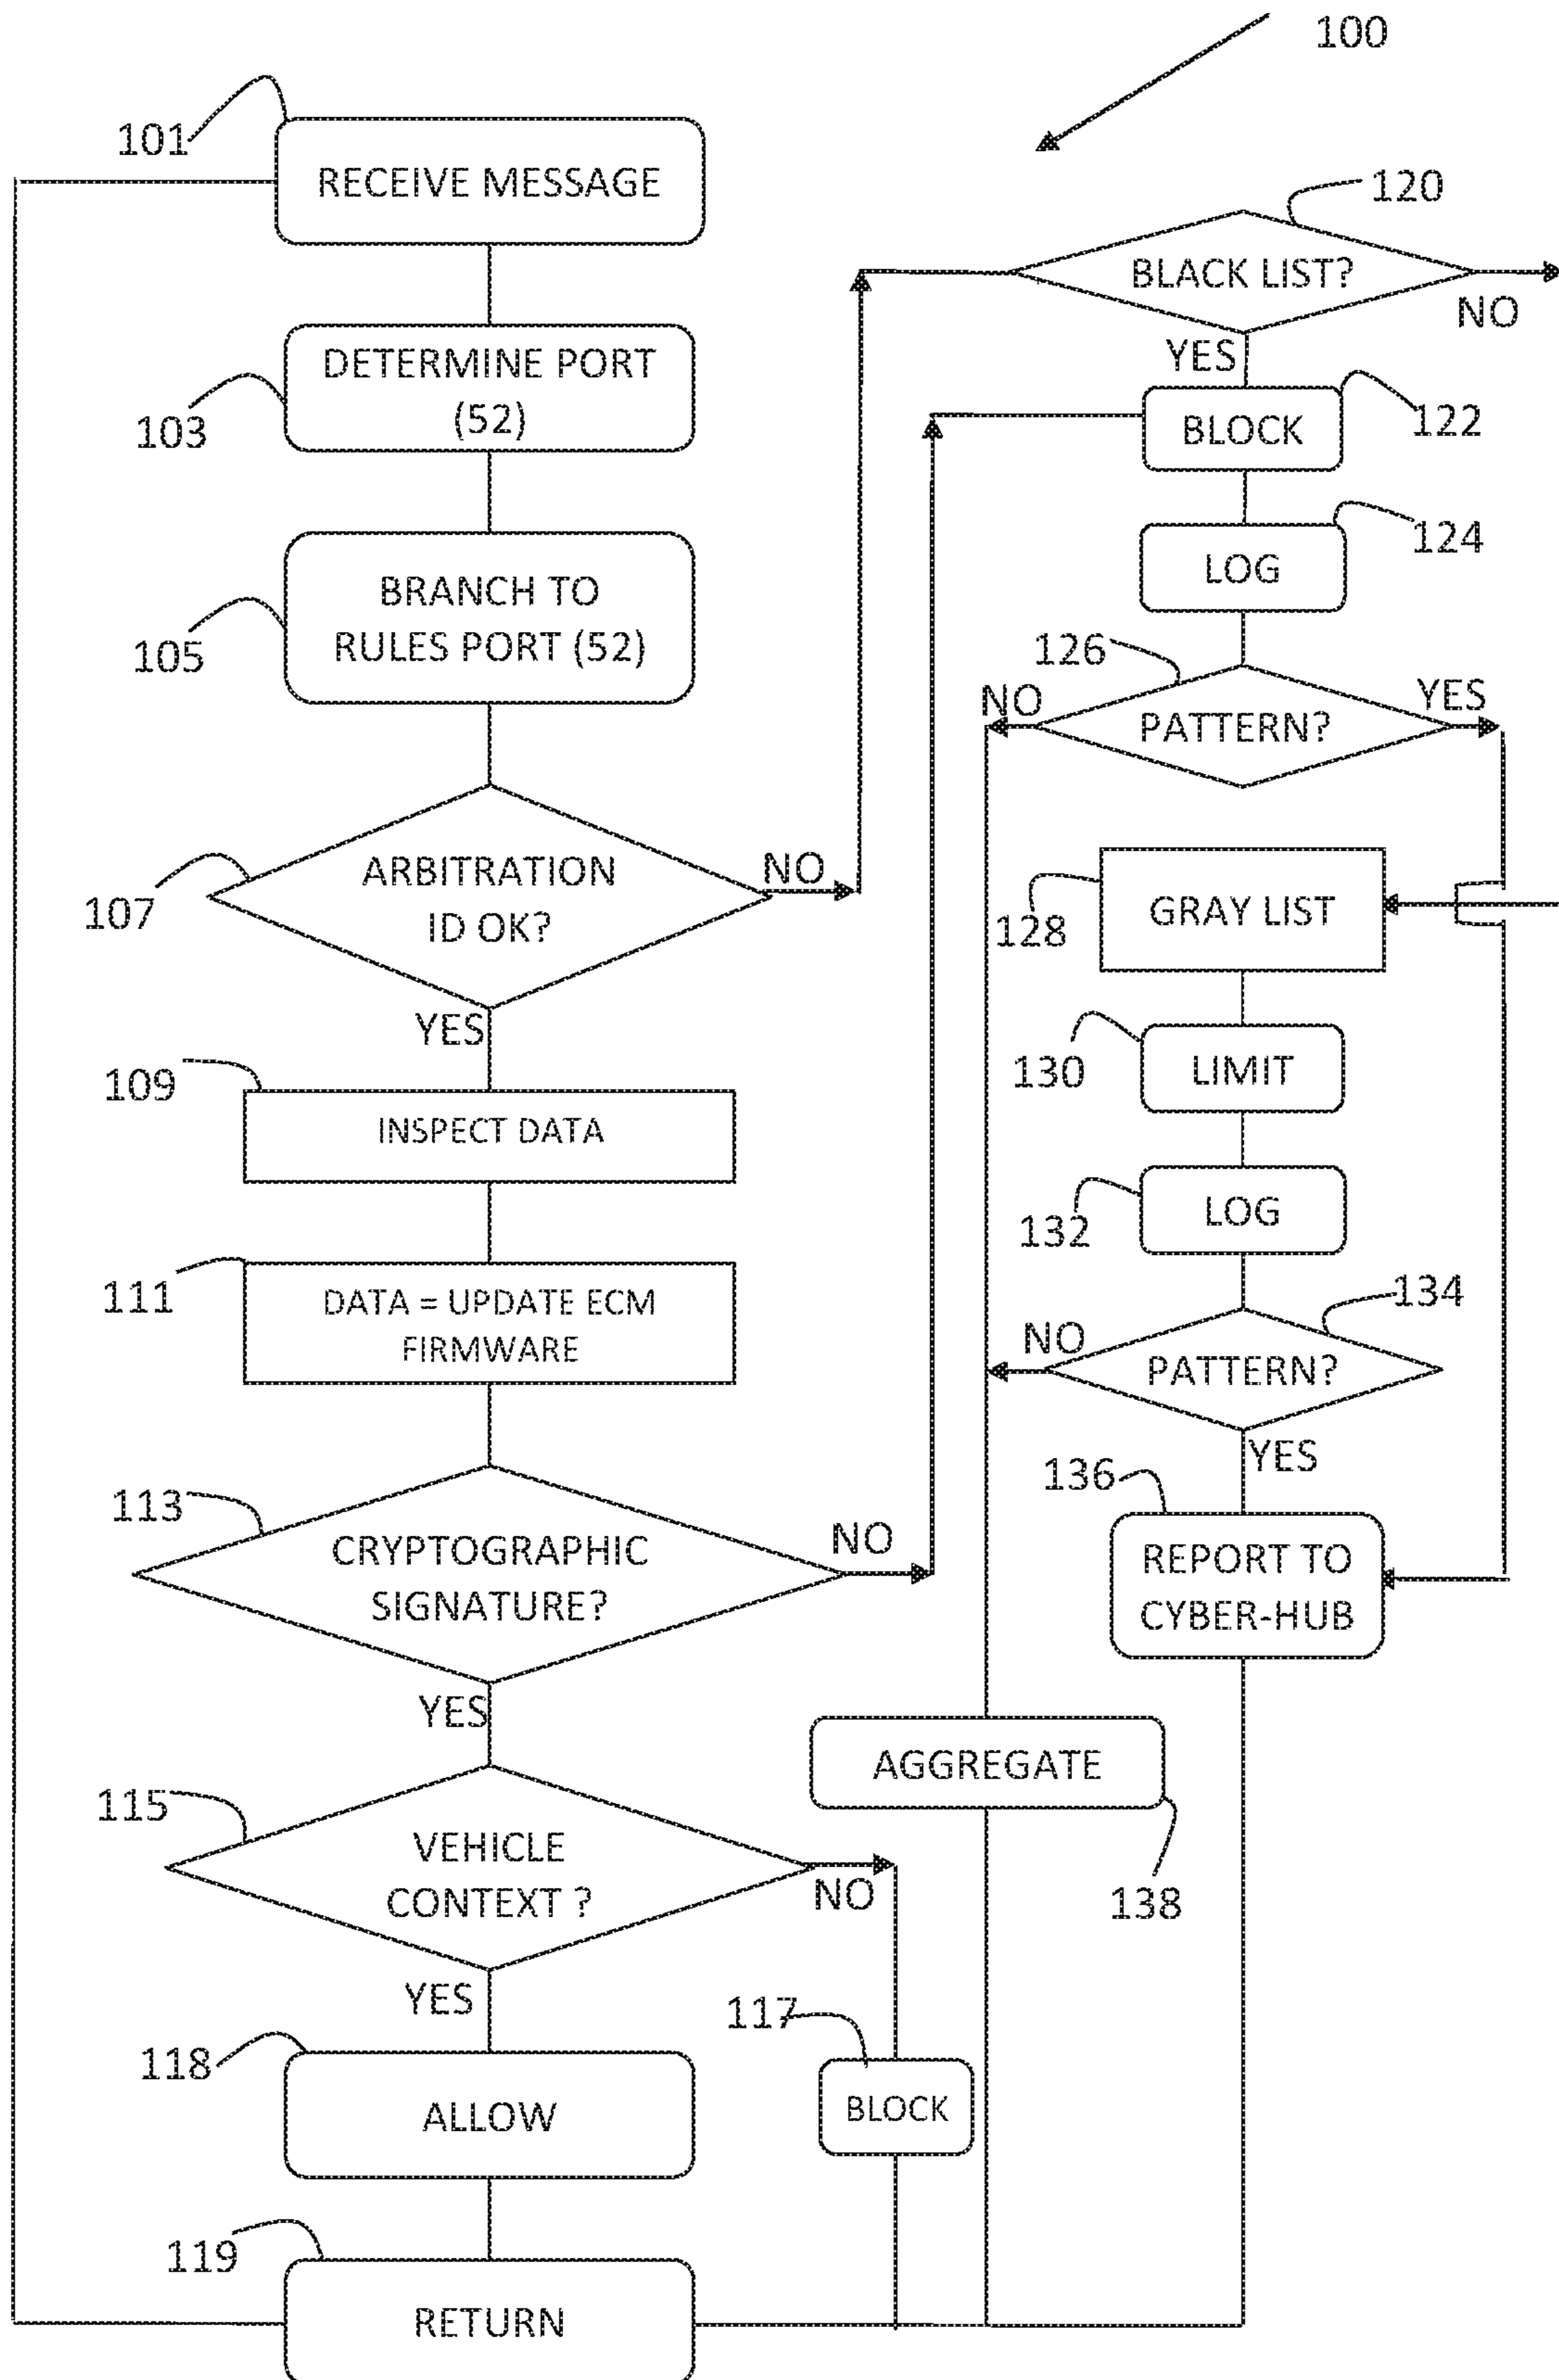 100
101
RECEIVE MESSAGE
120
BLACK LIST?
NO
YES
DETERMINE PORT
(52)
103
BLOCK
122
LOG
124
BRANCH TO
RULES PORT (52)
105
126
NO
YES
PATTERN?
ARBITRATION
ID OK?
NO
107
YES
GRAY LIST
128
109
INSPECT DATA
LIMIT
130
LOG
132
111
DATA = UPDATE ECM
FIRMWARE
134
NO
PATTERN?
YES
113
CRYPTOGRAPHIC
SIGNATURE?
NO
YES
136
REPORT TO
CYBER-HUB
AGGREGATE
138
115
VEHICLE
CONTEXT ?
NO
YES
117
BLOCK
118
ALLOW
119
RETURN